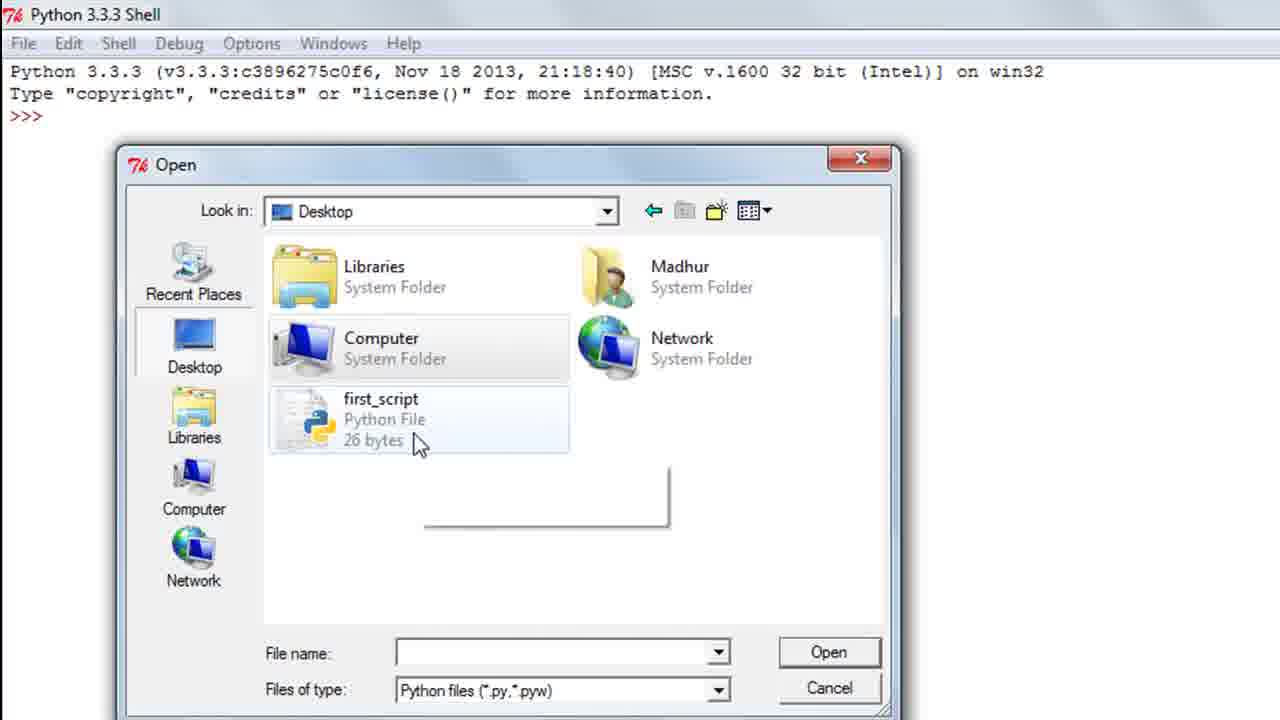 Python 3.3.3 Shell
File Edit Shell Debug Options Windows Help
Python 3.3.3 (v3.3.3:c3896275c0f6, Nov 18 2013, 21:18:40) [MSC v.1600 32 bit (Intel)] on win32
Type "copyright", "credits" or "license()" for more information.
>>>
Open
Look in: Desktop
Recent Places
Desktop
Libraries
Computer
Network
Libraries
System Folder
Madhur
System Folder
Computer
System Folder
Network
System Folder
first_script
Python File
26 bytes
File name:
Open
Files of type: Python files (*.py,*.pyw)
Cancel